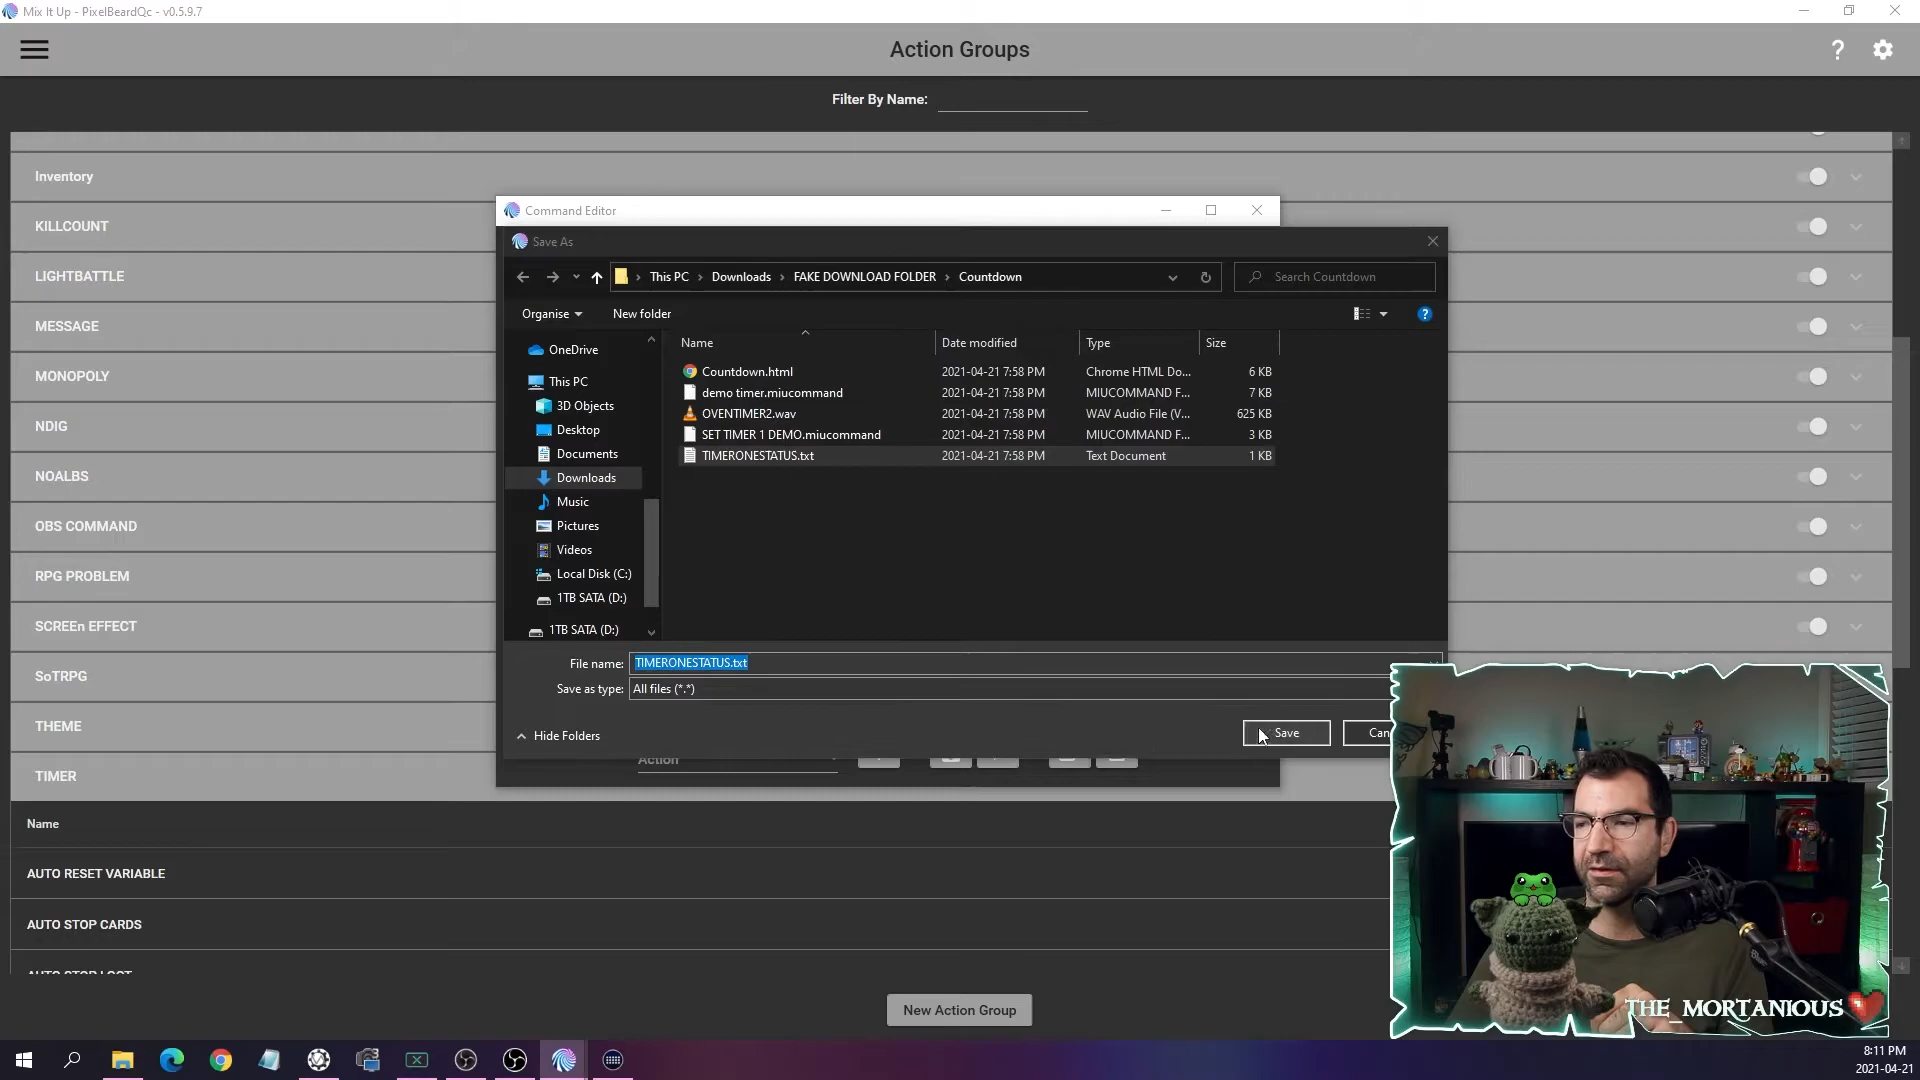 Mix It Up - PixelBeardQc - v0.5.9.7
Action Groups
?
Filter By Name:
Inventory
KILLCOUNT
LIGHTBATTLE
MESSAGE
MONOPOLY
NDIG
NOALBS
OBS COMMAND
RPG PROBLEM
SCREEn EFFECT
SoTRPG
THEME
TIMER
Name
AUTO RESET VARIABLE
AUTO STOP CARDS
AUTO STOP LOOT
New Action Group
Command Editor
Save As
This PC > Downloads > FAKE DOWNLOAD FOLDER > Countdown
Search Countdown
Organise
New folder
?
OneDrive
This PC
3D Objects
Desktop
Documents
Downloads
Music
Pictures
Videos
Local Disk (C:)
1TB SATA (D:)
1TB SATA (D:)
Name Date modified Type Size
Countdown.html 2021-04-21 7:58 PM Chrome HTML Do... 6 KB
demo timer.miucommand 2021-04-21 7:58 PM MIUCOMMAND F... 7 KB
OVENTIMER2.wav 2021-04-21 7:58 PM WAV Audio File (V... 625 KB
SET TIMER 1 DEMO.miucommand 2021-04-21 7:58 PM MIUCOMMAND F... 3 KB
TIMERONESTATUS.txt 2021-04-21 7:58 PM Text Document 1 KB
File name: TIMERONESTATUS.txt
Save as type: All files (*.*)
Hide Folders
Save
Can
Action
THE_MORTANIOUS
8:11 PM
2021-04-21